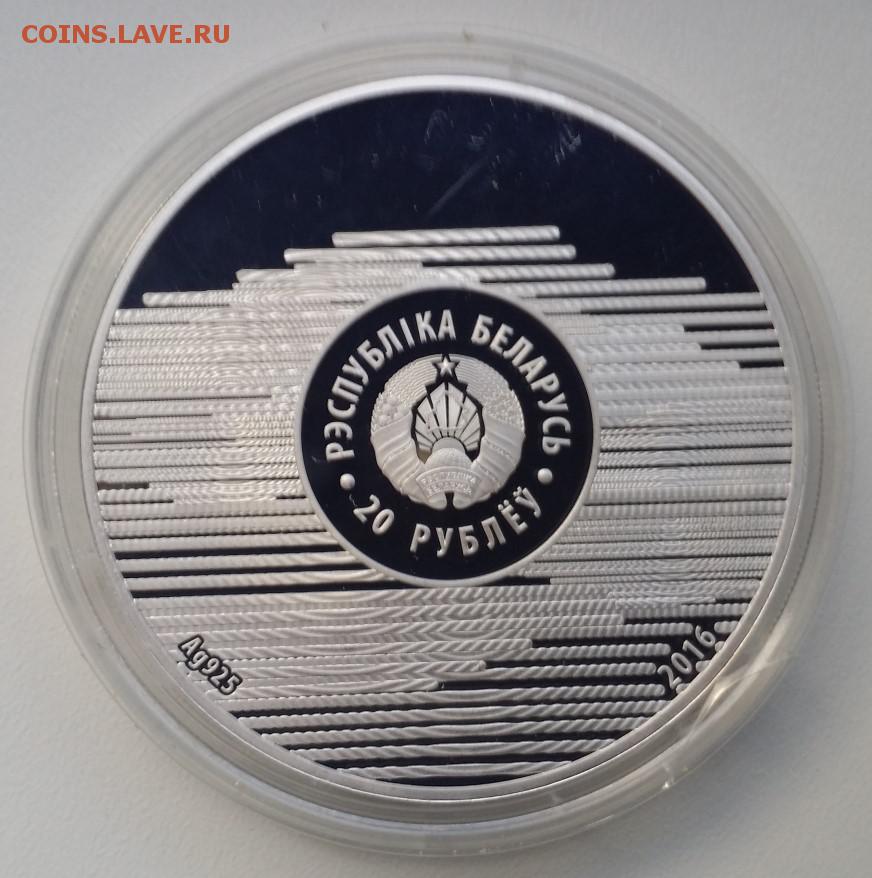 COINS.LAVE.RU
РЭСПУБЛІКА БЕЛАРУСЬ
• 20 РУБЛЁЎ •
Ag925
2016